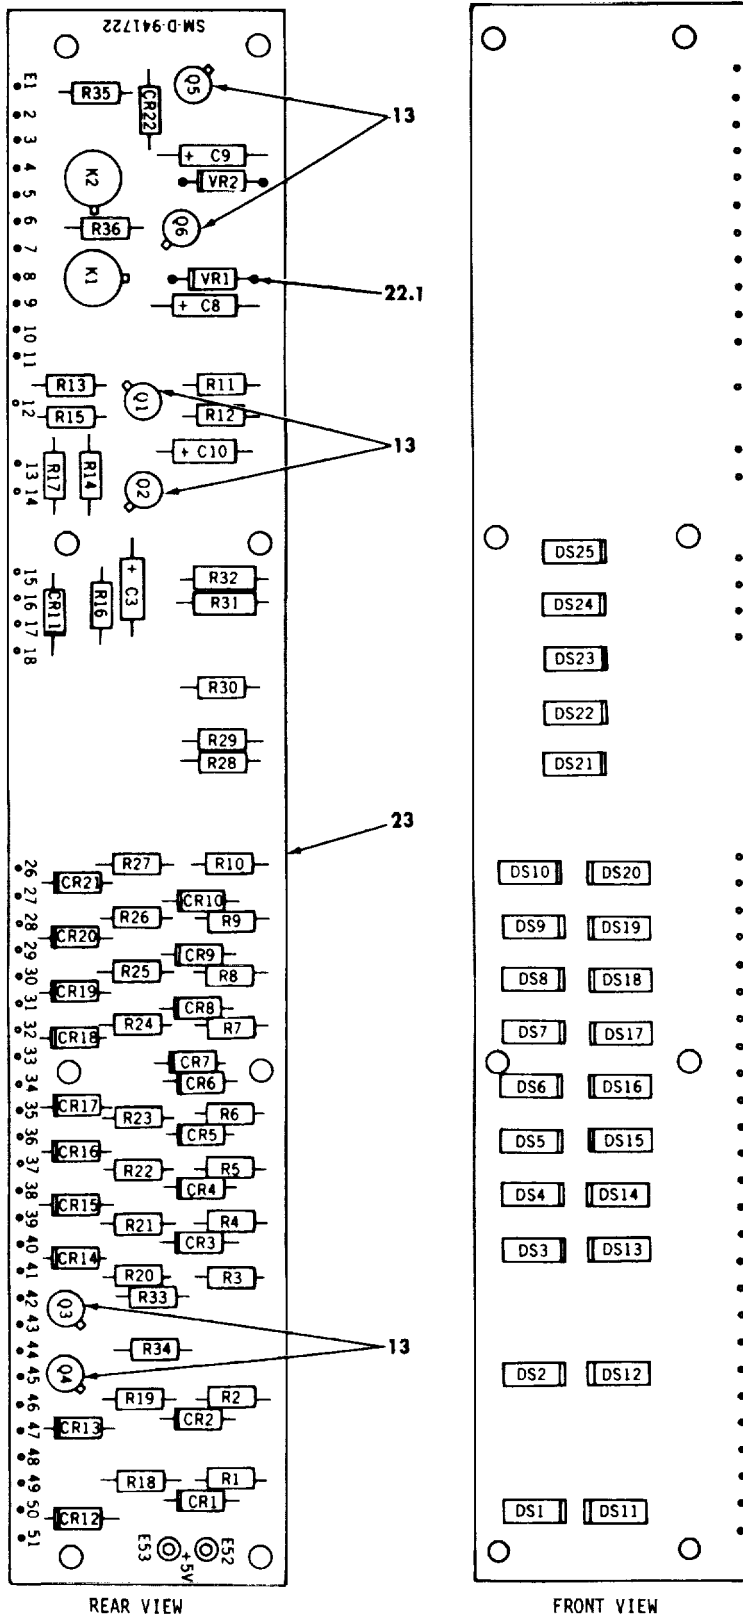 SM-D-941722
E1
R35
CR22
Q5
2
13
3
+ C9
4
K2
VR2
5
6
R36
Q6
7
8
K1
VR1
22.1
9
+ C8
10
11
R13
Q1
R11
12
R15
R12
13
+ C10
13
R17
R14
14
Q2
DS25
15
R32
16
CR11
R16
+ C3
R31
DS24
17
18
DS23
R30
DS22
R29
R28
DS21
23
26
R27
R10
DS10
DS20
CR21
27
CR10
28
R26
R9
DS9
DS19
CR20
29
CR9
30
R25
R8
DS8
DS18
CR19
31
CR8
32
R24
R7
DS7
DS17
CR18
33
CR7
34
CR6
DS6
DS16
35
CR17
R23
R6
36
CR5
DS5
DS15
CR16
37
R22
R5
38
CR4
DS4
DS14
CR15
39
R21
R4
40
CR3
DS3
DS13
CR14
41
R20
R3
42
R33
Q3
43
44
R34
13
45
Q4
DS2
DS12
46
R19
R2
CR2
47
CR13
48
49
R18
R1
CR1
50
CR12
DS1
DS11
51
E53
+5V
E52
REAR VIEW
FRONT VIEW